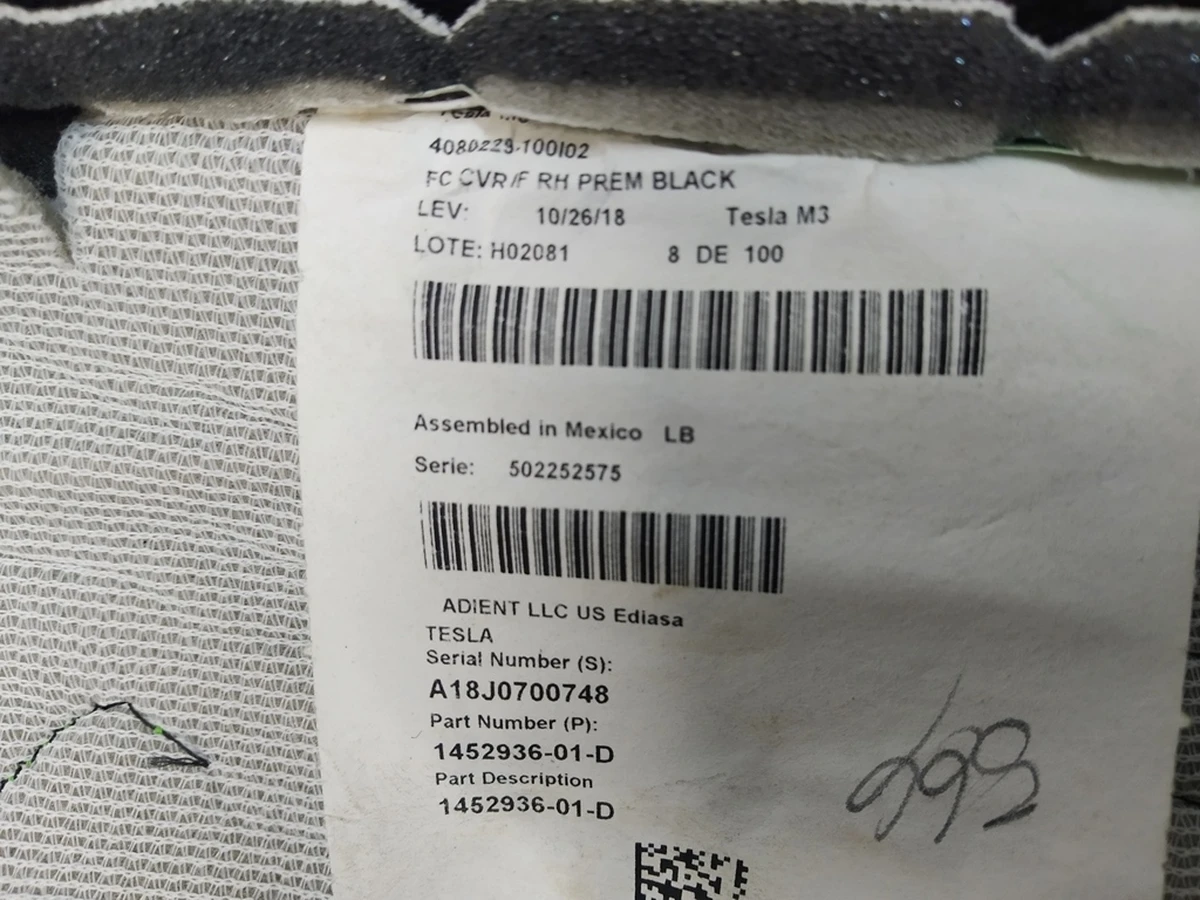 Tesla M3
4080223-100I02
FC CVR/F RH PREM BLACK
LEV: 10/26/18 Tesla M3
LOTE: H02081 8 DE 100
Assembled in Mexico LB
Serie: 502252575
ADIENT LLC US Ediasa
TESLA
Serial Number (S):
A18J0700748
Part Number (P):
1452936-01-D
Part Description
1452936-01-D